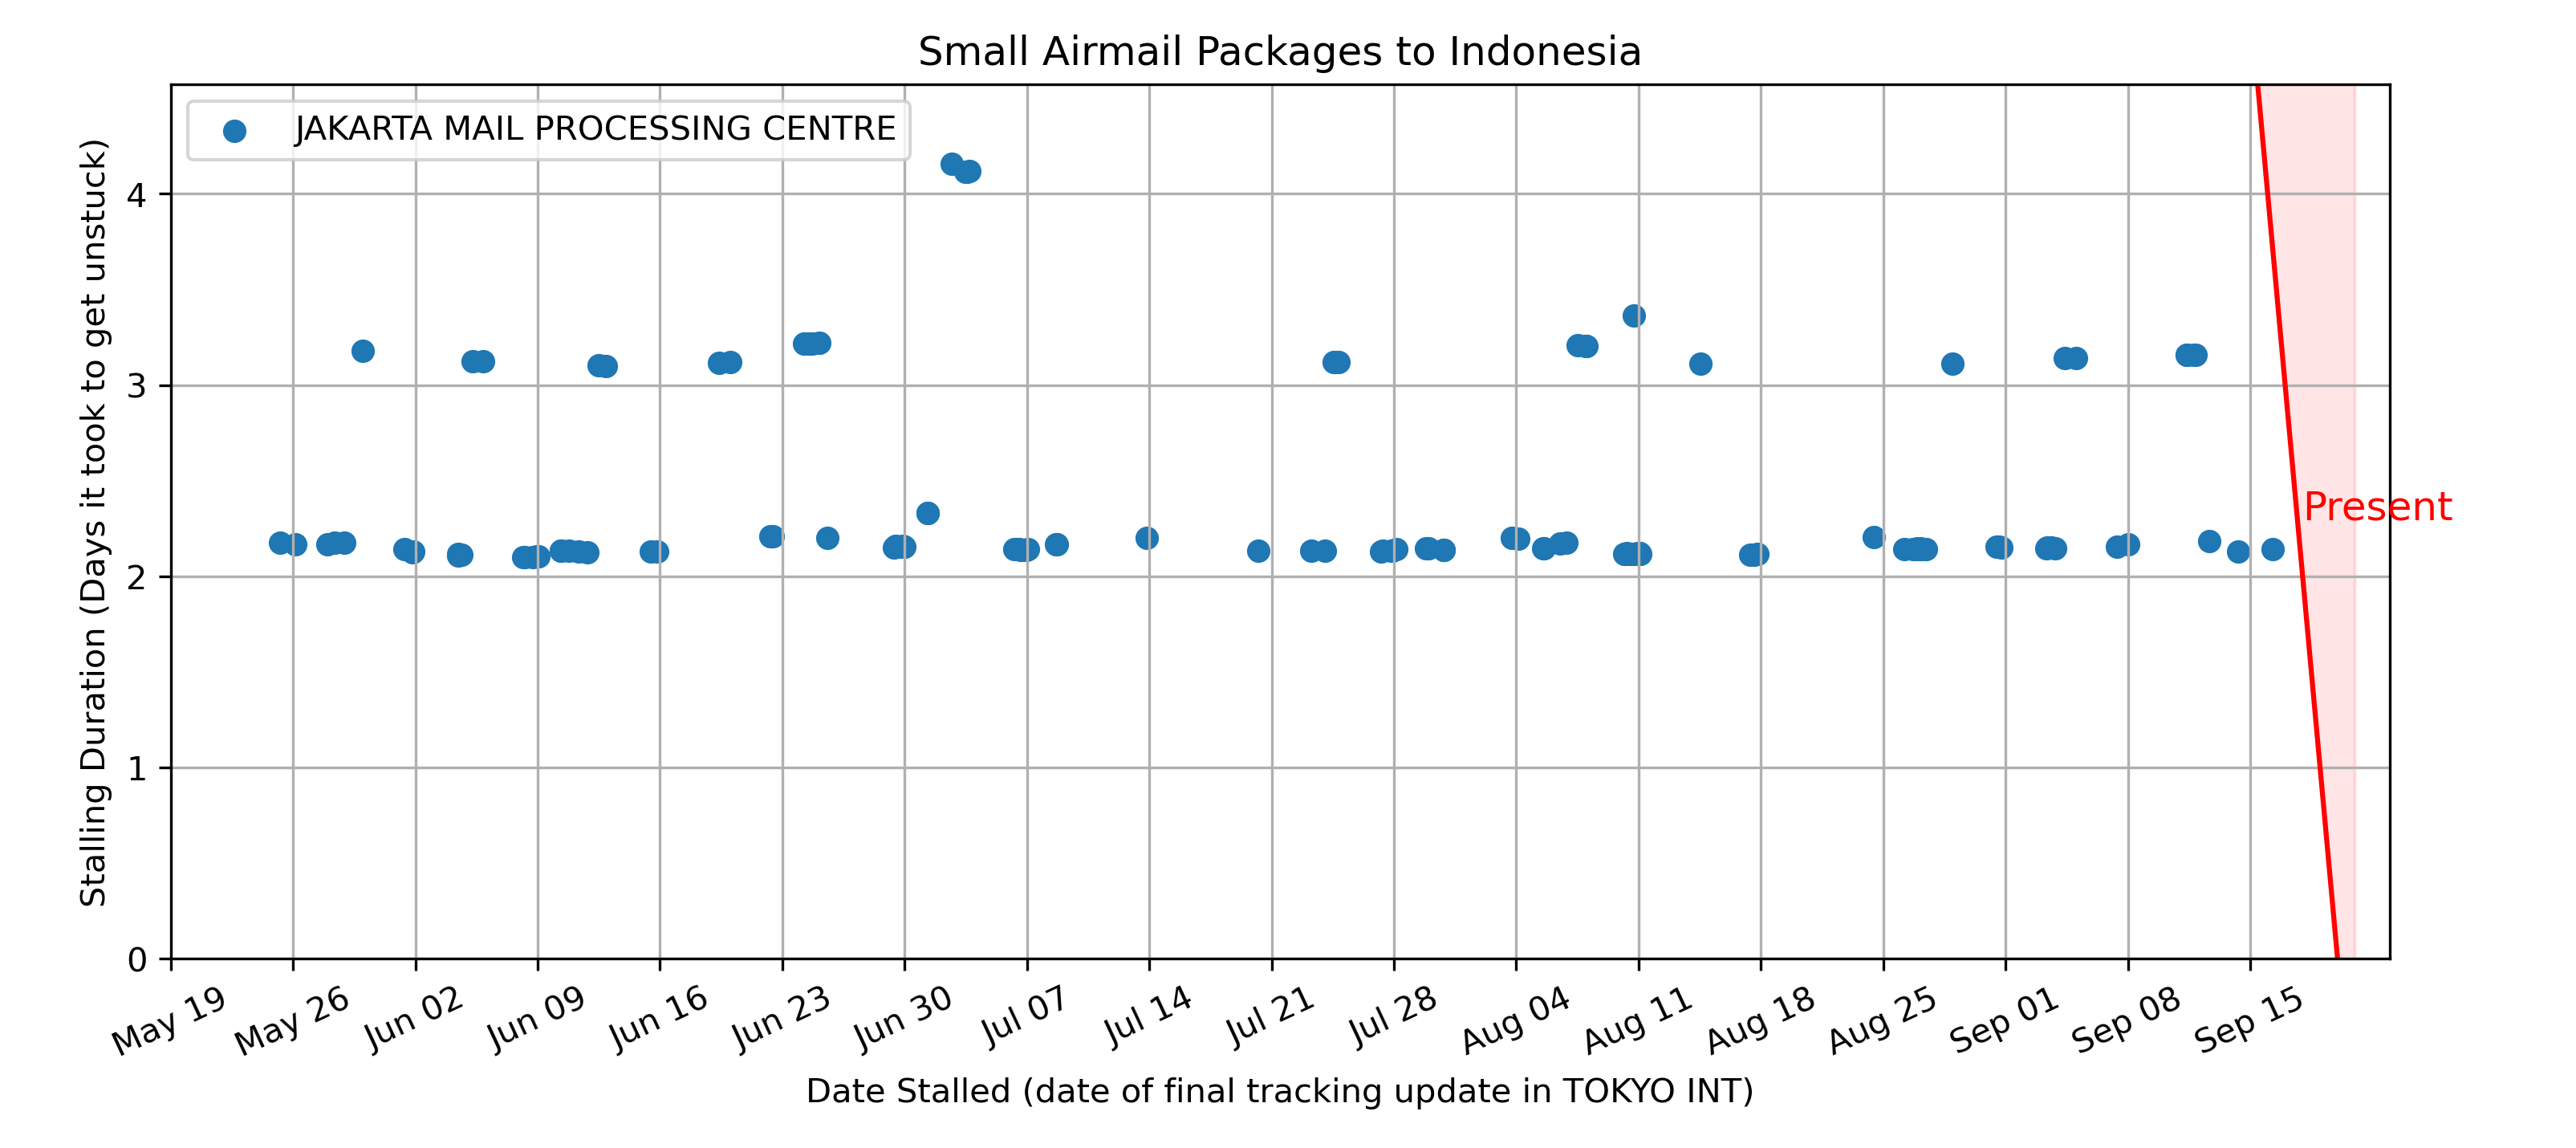 Small Airmail Packages to Indonesia
JAKARTA MAIL PROCESSING CENTRE
Stalling Duration (Days it took to get unstuck)
4
3
2
1
0
Present
May 19
May 26
Jun 02
Jun 09
Jun 16
Jun 23
Jun 30
Jul 07
Jul 14
Jul 21
Jul 28
Aug 04
Aug 11
Aug 18
Aug 25
Sep 01
Sep 08
Sep 15
Date Stalled (date of final tracking update in TOKYO INT)